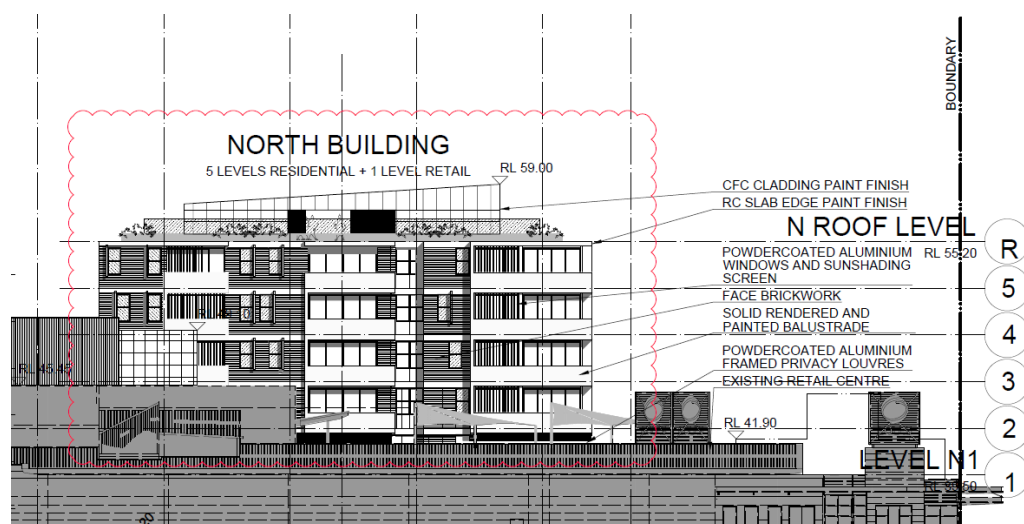 BOUNDARY
NORTH BUILDING
5 LEVELS RESIDENTIAL + 1 LEVEL RETAIL
RL 59.00
CFC CLADDING PAINT FINISH
RC SLAB EDGE PAINT FINISH
N ROOF LEVEL
RL 55.20
R
POWDERCOATED ALUMINIUM
WINDOWS AND SUNSHADING
SCREEN
5
FACE BRICKWORK
SOLID RENDERED AND
PAINTED BALUSTRADE
4
POWDERCOATED ALUMINIUM
FRAMED PRIVACY LOUVRES
RL 45.45
EXISTING RETAIL CENTRE
3
RL 41.90
2
LEVEL N1
1